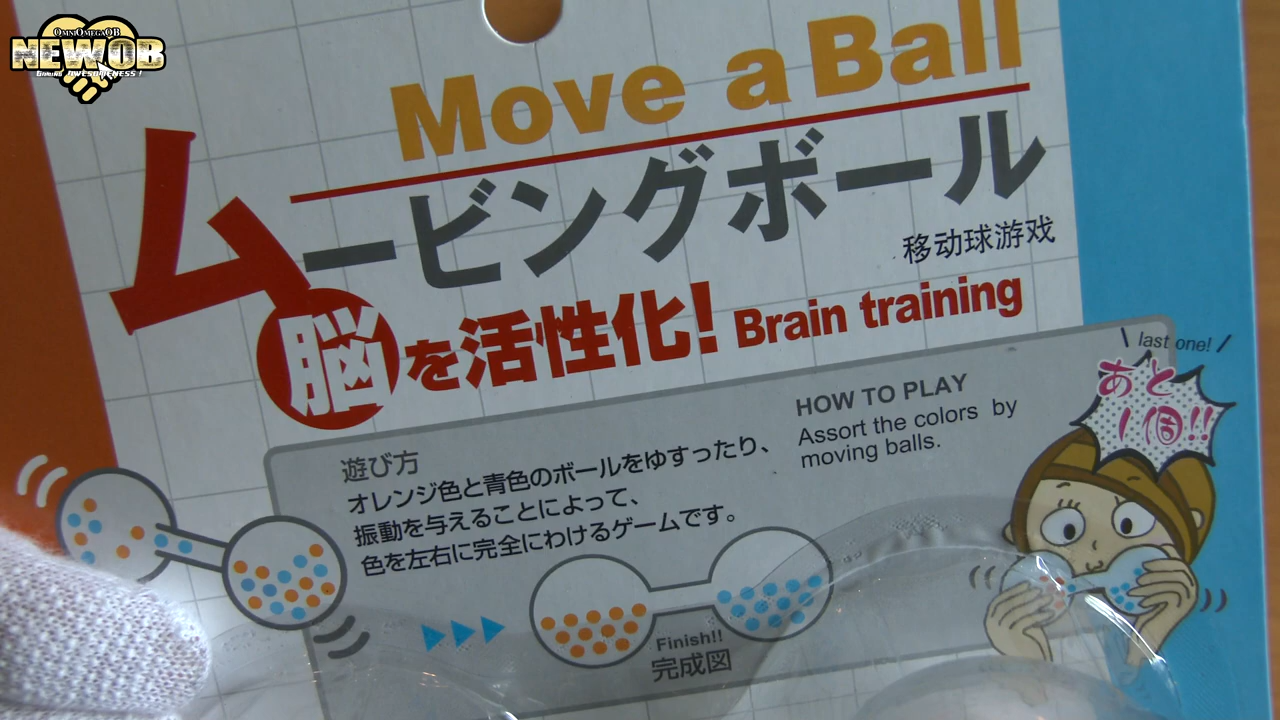 OmniOmegaOB
NEWOB
Gaming Awesomeness !
Move a Ball
ムービングボール
移动球游戏
脳を活性化! Brain training
\ last one! /
あと
1個!!
HOW TO PLAY
Assort the colors by
moving balls.
遊び方
オレンジ色と青色のボールをゆすったり、
振動を与えることによって、
色を左右に完全にわけるゲームです。
Finish!!
完成図